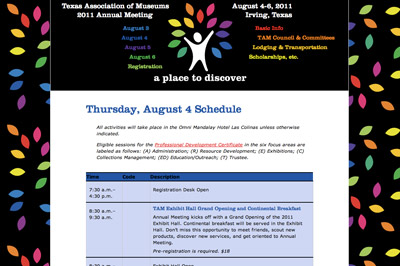 Texas Association of Museums
2011 Annual Meeting
August 4-6, 2011
Irving, Texas
August 3
August 4
August 5
August 6
Registration
Basic Info
TAM Council & Committees
Lodging & Transportation
Scholarships, etc.
a place to discover
Thursday, August 4 Schedule
All activities will take place in the Omni Mandalay Hotel Las Colinas unless otherwise
indicated.
Eligible sessions for the Professional Development Certificate in the six focus areas are
labeled as follows: (A) Administration; (R) Resource Development; (E) Exhibitions; (C)
Collections Management; (ED) Education/Outreach; (T) Trustees.
Time Code Description
7:30 a.m.- Registration Desk Open
4:30 p.m.
8:30 a.m.- TAM Exhibit Hall Grand Opening and Continental Breakfast
9:30 a.m. Annual Meeting kicks off with a Grand Opening of the 2011
Exhibit Hall. Continental breakfast will be served in the Exhibit
Hall. Don't miss this opportunity to meet friends, scout new
products, discover new services, and get oriented to Annual
Meeting.
Pre-registration is required. $18
8:30 a.m.- Exhibit Hall Open